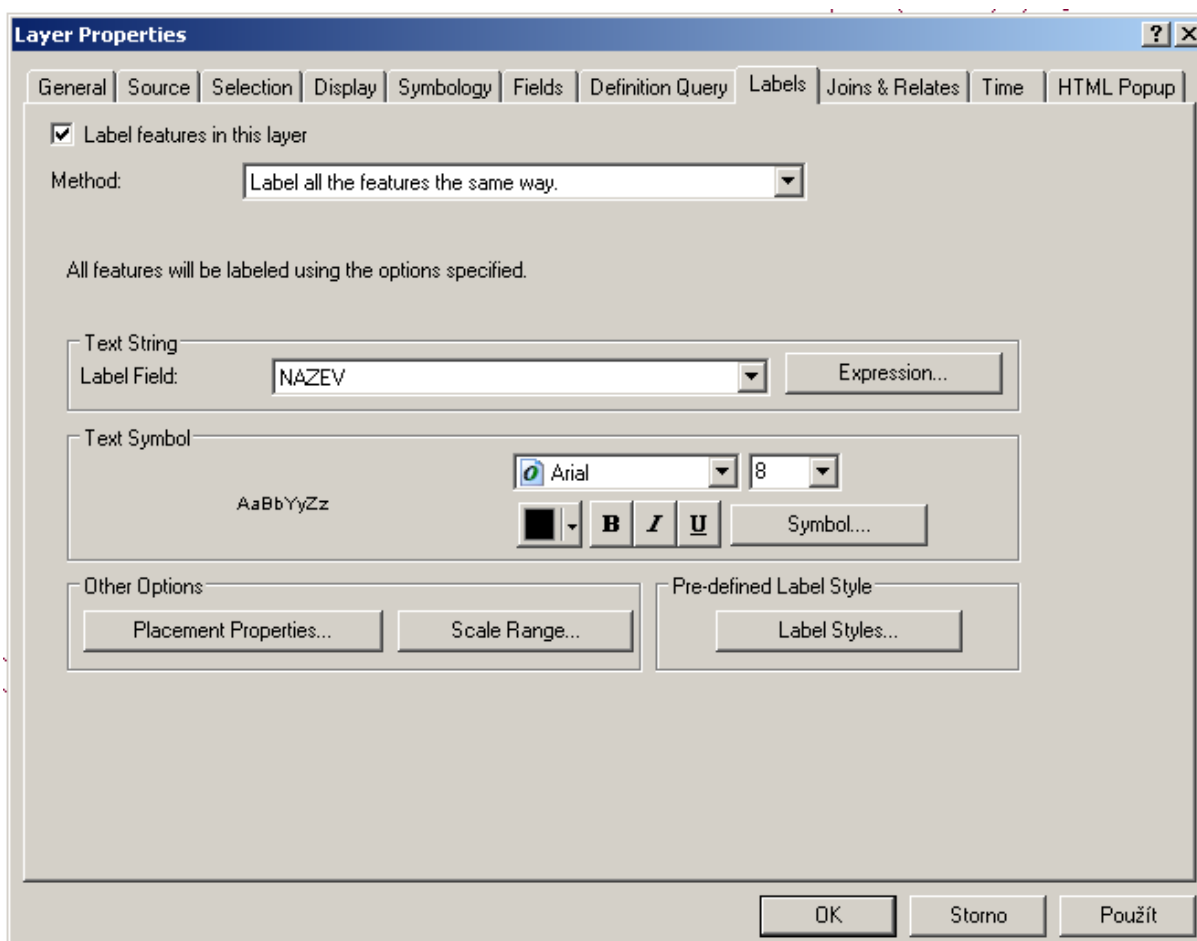 Layer Properties
General Source Selection Display Symbology Fields Definition Query Labels Joins & Relates Time HTML Popup
Label features in this layer
Method: Label all the features the same way.
All features will be labeled using the options specified.
Text String
Label Field: NAZEV Expression...
Text Symbol
Arial 8
AaBbYyZz
B I U Symbol....
Other Options Pre-defined Label Style
Placement Properties... Scale Range... Label Styles...
OK Storno Použít